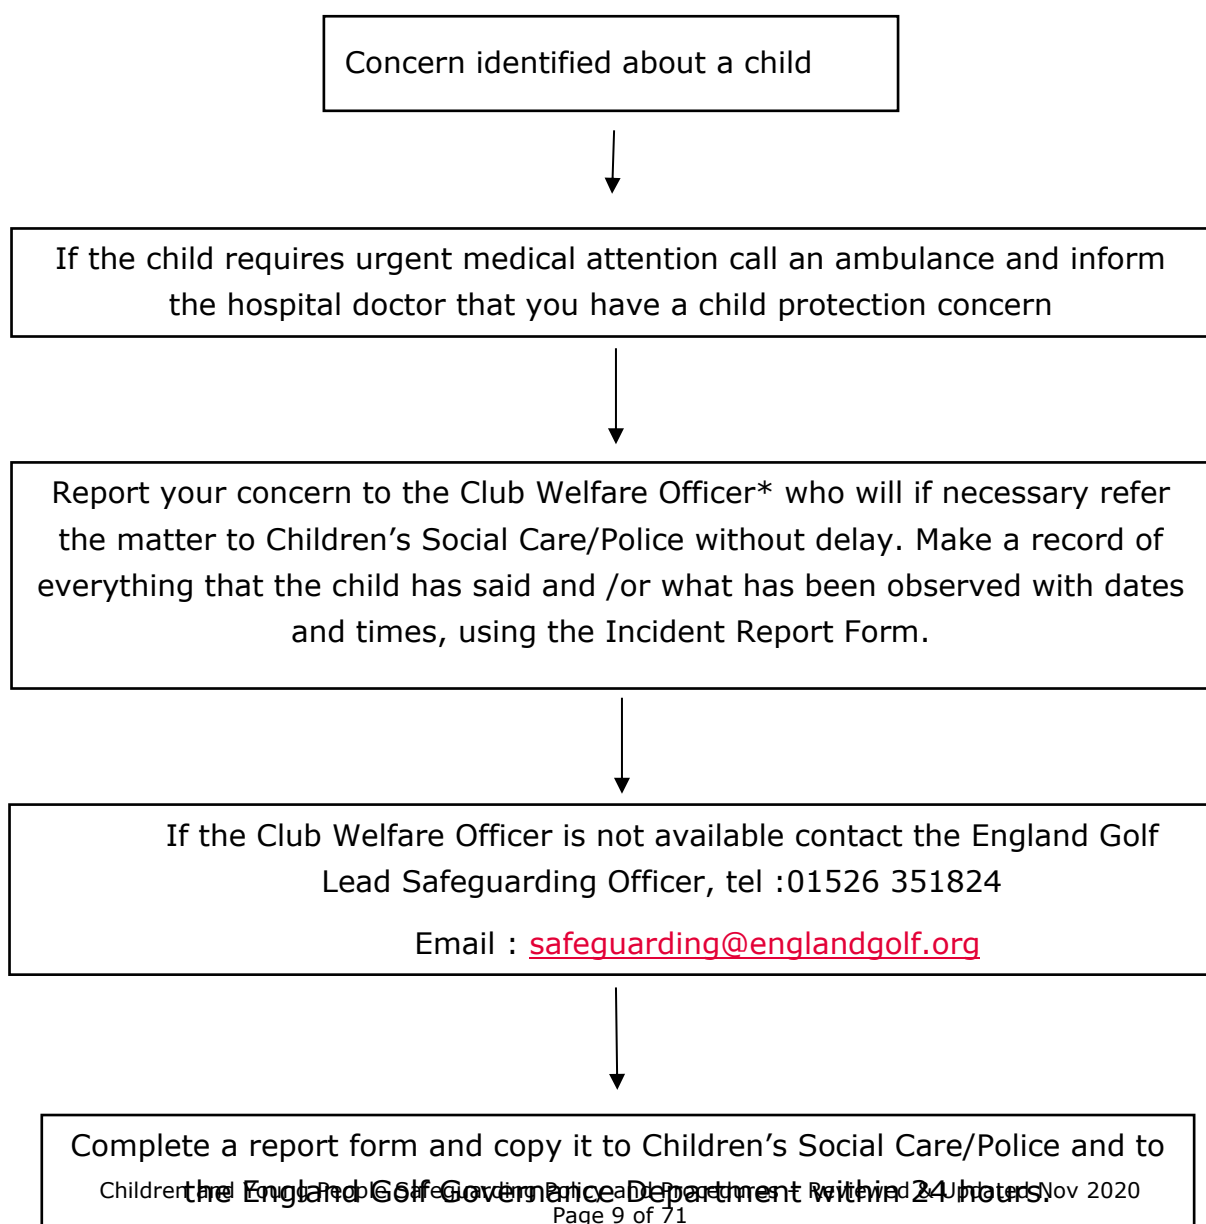 Concern identified about a child
If the child requires urgent medical attention call an ambulance and inform
the hospital doctor that you have a child protection concern
Report your concern to the Club Welfare Officer* who will if necessary refer
the matter to Children’s Social Care/Police without delay. Make a record of
everything that the child has said and /or what has been observed with dates
and times, using the Incident Report Form.
If the Club Welfare Officer is not available contact the England Golf
Lead Safeguarding Officer, tel :01526 351824
Email : safeguarding@englandgolf.org
Complete a report form and copy it to Children’s Social Care/Police and to
the England Golf Governance Department within 24 hours.
Children and Young People Safeguarding Policy and Procedures – Reviewed & Updated Nov 2020
Page 9 of 71